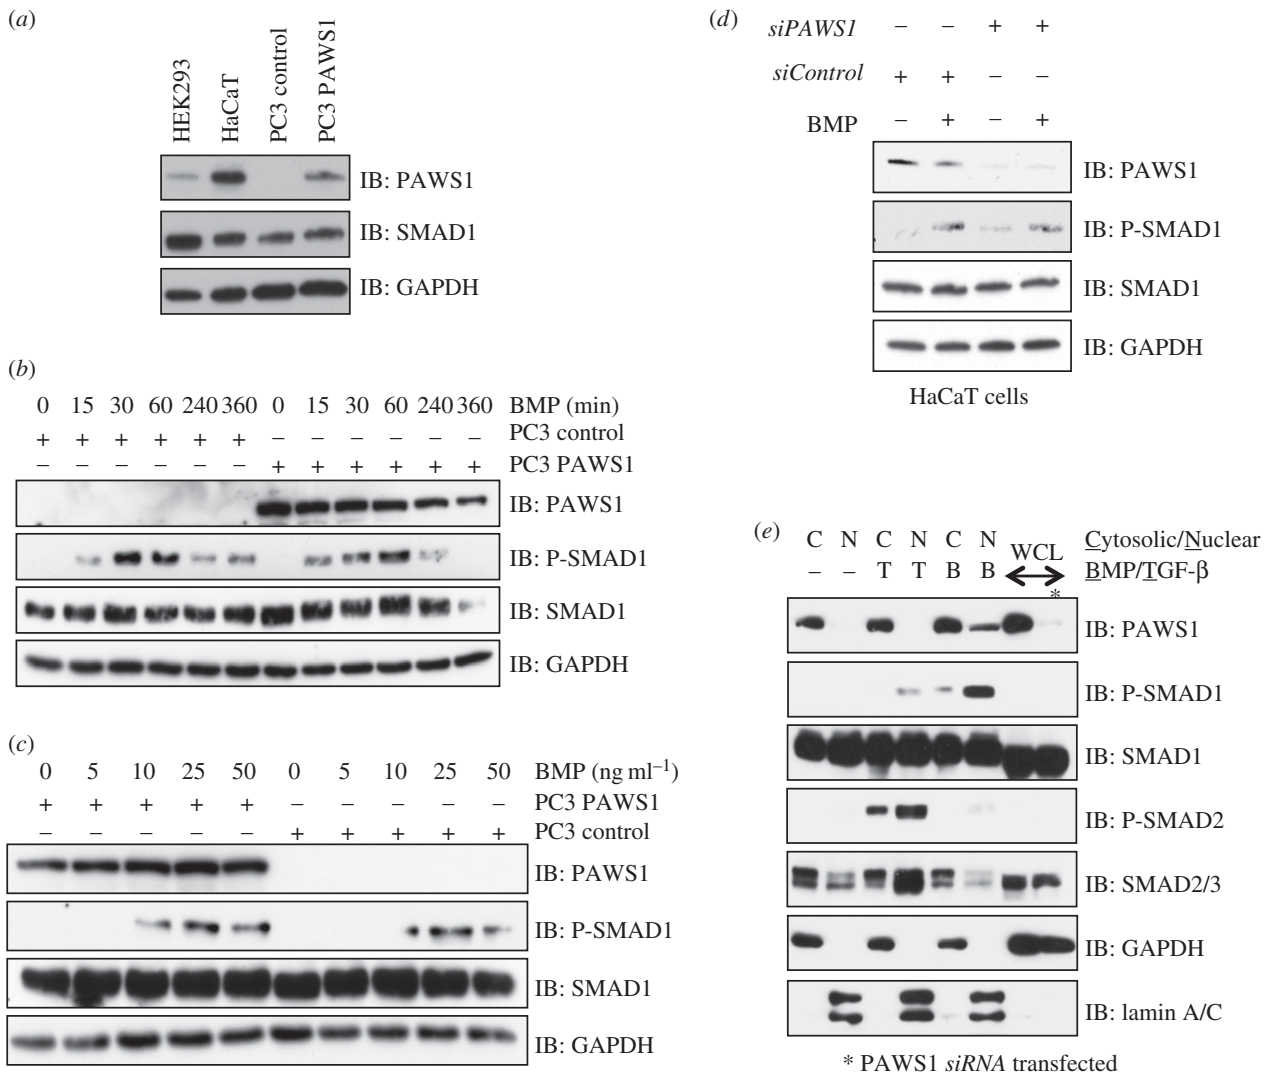 (a)
HEK293
HaCaT
PC3 control
PC3 PAWS1
IB: PAWS1
IB: SMAD1
IB: GAPDH
(b)
0 15 30 60 240 360 0 15 30 60 240 360 BMP (min)
+ + + + + + – – – – – – PC3 control
– – – – – – + + + + + + PC3 PAWS1
IB: PAWS1
IB: P-SMAD1
IB: SMAD1
IB: GAPDH
(c)
0 5 10 25 50 0 5 10 25 50 BMP (ng ml⁻¹)
+ + + + + – – – – – PC3 PAWS1
– – – – – + + + + + PC3 control
IB: PAWS1
IB: P-SMAD1
IB: SMAD1
IB: GAPDH
(d)
siPAWS1 – – + +
siControl + + – –
BMP – + – +
IB: PAWS1
IB: P-SMAD1
IB: SMAD1
IB: GAPDH
HaCaT cells
(e)
C N C N C N WCL Cytosolic/Nuclear
– – T T B B BMP/TGF-β
*
IB: PAWS1
IB: P-SMAD1
IB: SMAD1
IB: P-SMAD2
IB: SMAD2/3
IB: GAPDH
IB: lamin A/C
* PAWS1 siRNA transfected